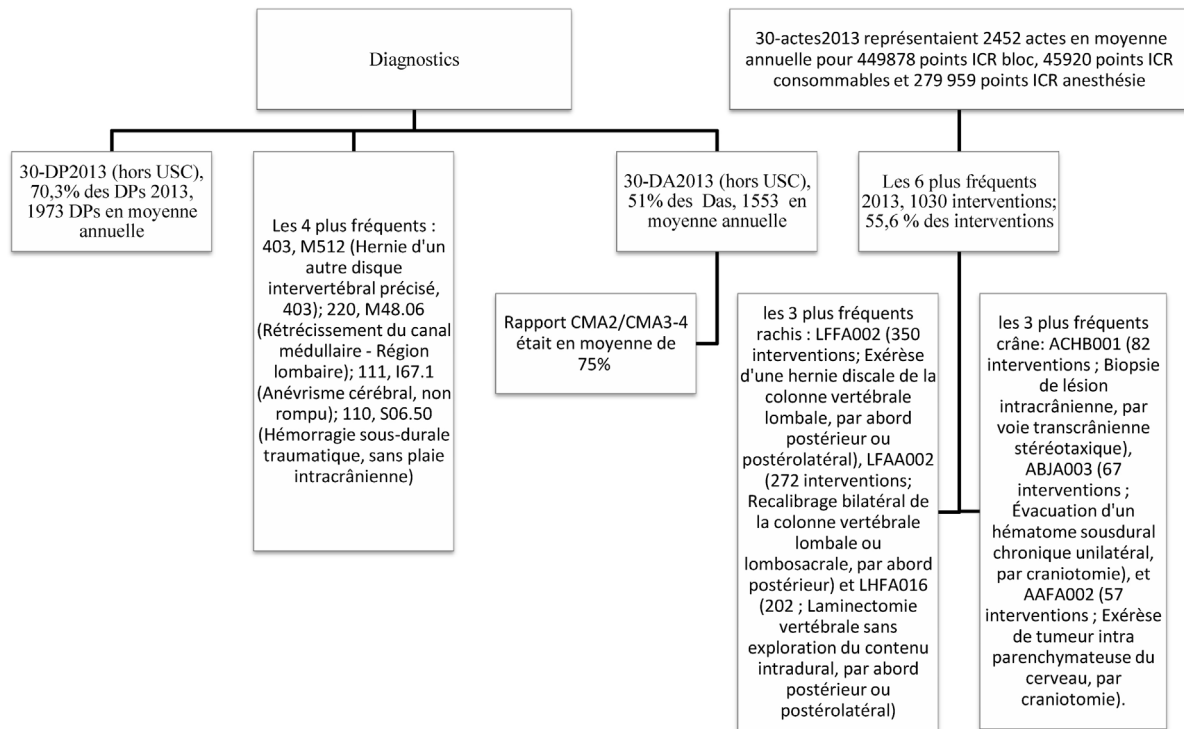 Diagnostics
30-actes2013 représentaient 2452 actes en moyenne
annuelle pour 449878 points ICR bloc, 45920 points ICR
consommables et 279 959 points ICR anesthésie
30-DP2013 (hors USC),
70,3% des DPs 2013,
1973 DPs en moyenne
annuelle
Les 4 plus fréquents :
403, M512 (Hernie d'un
autre disque
intervertébral précisé,
403); 220, M48.06
(Rétrécissement du canal
médullaire - Région
lombaire); 111, I67.1
(Anévrisme cérébral, non
rompu); 110, S06.50
(Hémorragie sous-durale
traumatique, sans plaie
intracrânienne)
30-DA2013 (hors USC),
51% des Das, 1553 en
moyenne annuelle
Rapport CMA2/CMA3-4
était en moyenne de
75%
Les 6 plus fréquents
2013, 1030 interventions;
55,6 % des interventions
les 3 plus fréquents
rachis : LFFA002 (350
interventions; Exérèse
d'une hernie discale de la
colonne vertébrale
lombale, par abord
postérieur ou
postérolatéral), LFAA002
(272 interventions;
Recalibrage bilatéral de
la colonne vertébrale
lombale ou
lombosacrale, par abord
postérieur) et LHFA016
(202 ; Laminectomie
vertébrale sans
exploration du contenu
intradural, par abord
postérieur ou
postérolatéral)
les 3 plus fréquents
crâne: ACHB001 (82
interventions ; Biopsie
de lésion
intracrânienne, par
voie transcrânienne
stéréotaxique),
ABJA003 (67
interventions ;
Évacuation d'un
hématome sousdural
chronique unilatéral,
par craniotomie), et
AAFA002 (57
interventions ; Exérèse
de tumeur intra
parenchymateuse du
cerveau, par
craniotomie).